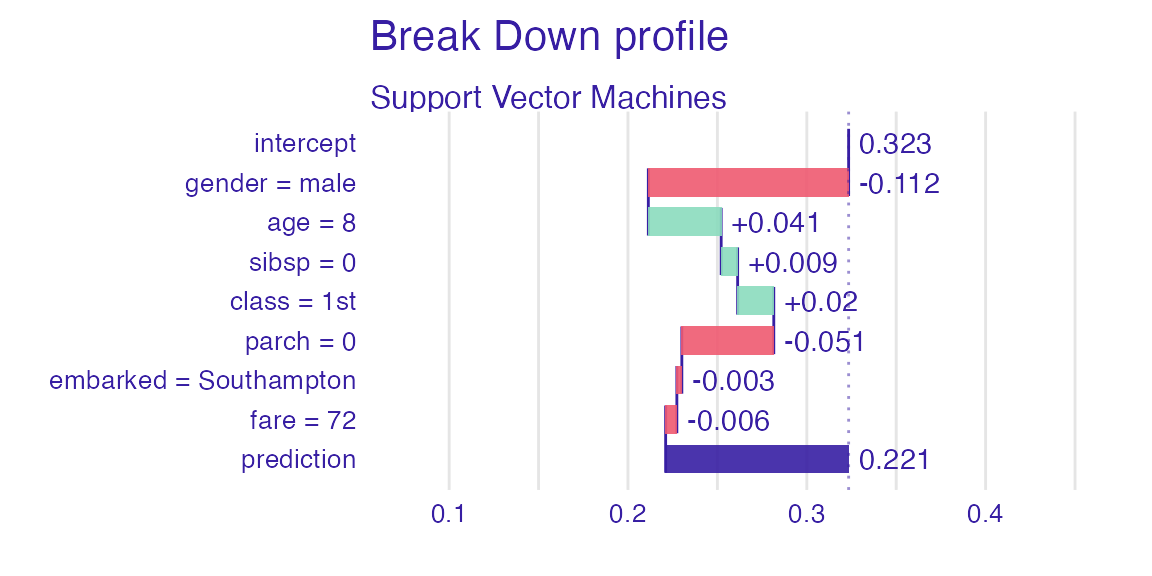 Break Down profile
Support Vector Machines
intercept 0.323
gender = male -0.112
age = 8 +0.041
sibsp = 0 +0.009
class = 1st +0.02
parch = 0 -0.051
embarked = Southampton -0.003
fare = 72 -0.006
prediction 0.221
0.1 0.2 0.3 0.4